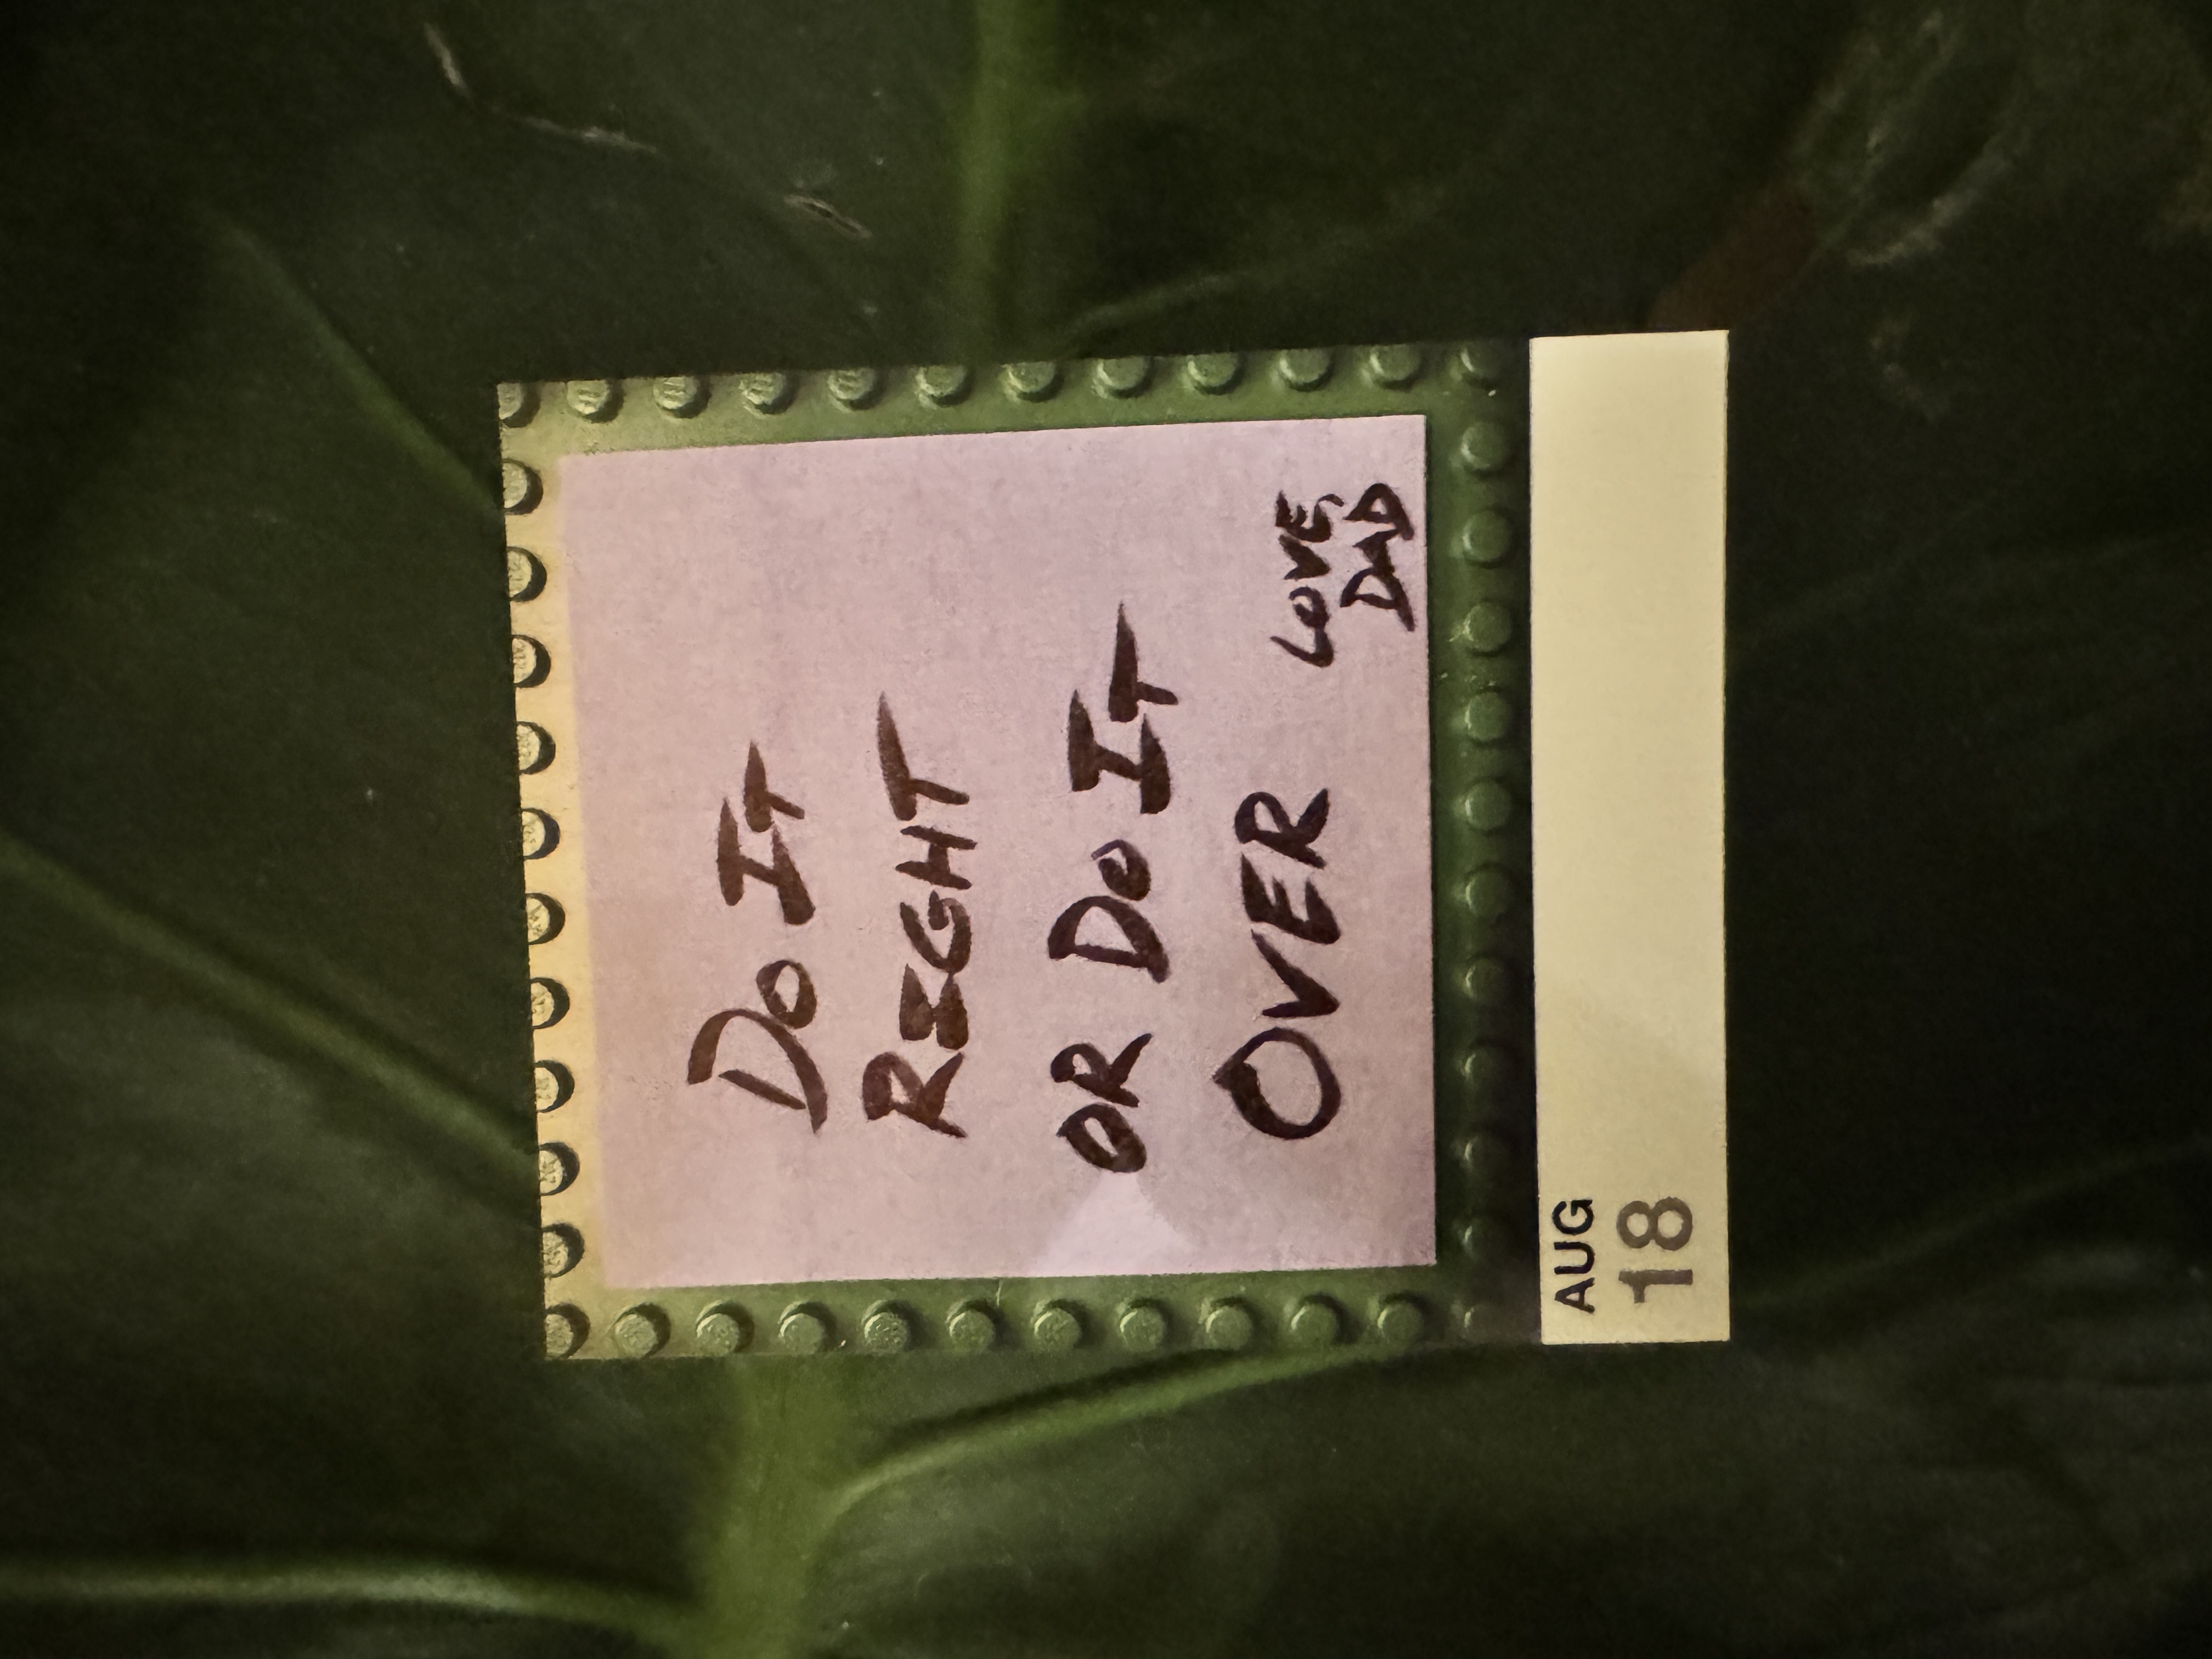 Do It
RIGHT
OR Do It
OVER
LOVE,
DAD
AUG
18